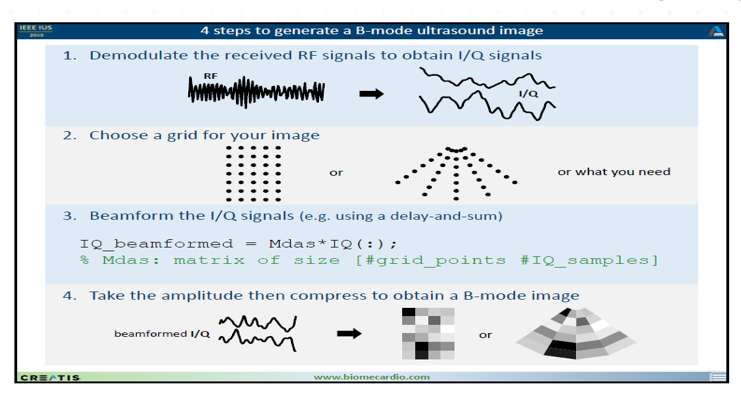 IEEE IUS
2019
4 steps to generate a B-mode ultrasound image
1. Demodulate the received RF signals to obtain I/Q signals
RF
I/Q
2. Choose a grid for your image
or
or what you need
3. Beamform the I/Q signals (e.g. using a delay-and-sum)
IQ_beamformed = Mdas*IQ(:);
% Mdas: matrix of size [#grid_points #IQ_samples]
4. Take the amplitude then compress to obtain a B-mode image
beamformed I/Q
or
CREATIS
www.biomecardio.com